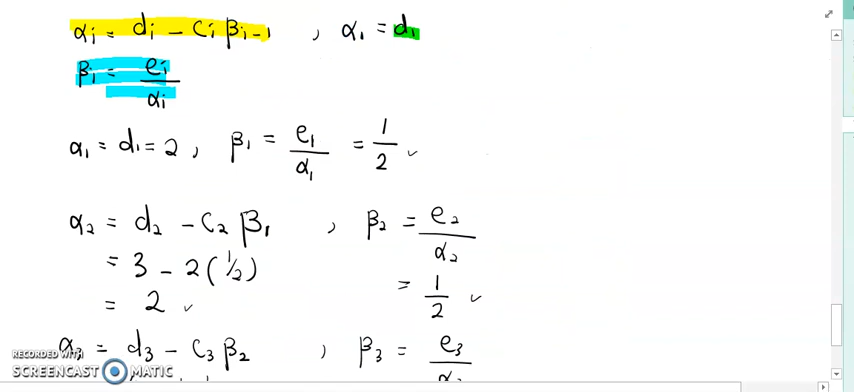 αᵢ = dᵢ − cᵢ βᵢ₋₁ , α₁ = d₁
βᵢ = eᵢ/αᵢ
α₁ = d₁ = 2 , β₁ = e₁/α₁ = 1/2 ✓
α₂ = d₂ − c₂ β₁ , β₂ = e₂/α₂
= 3 − 2(1/2) = 1/2 ✓
= 2 ✓
α₃ = d₃ − c₃ β₂ , β₃ = e₃/α₃
RECORDED WITH
SCREENCAST MATIC